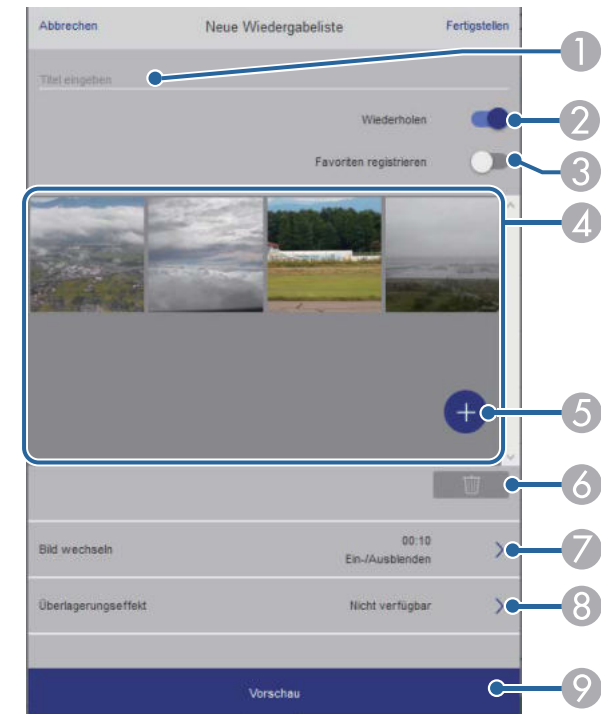 Abbrechen Neue Wiedergabeliste Fertigstellen
Titel eingeben 1
Wiederholen 2
Favoriten registrieren 3
4
+ 5
6
Bild wechseln 00:10 7
Ein-/Ausblenden
Überlagerungseffekt Nicht verfügbar 8
Vorschau 9